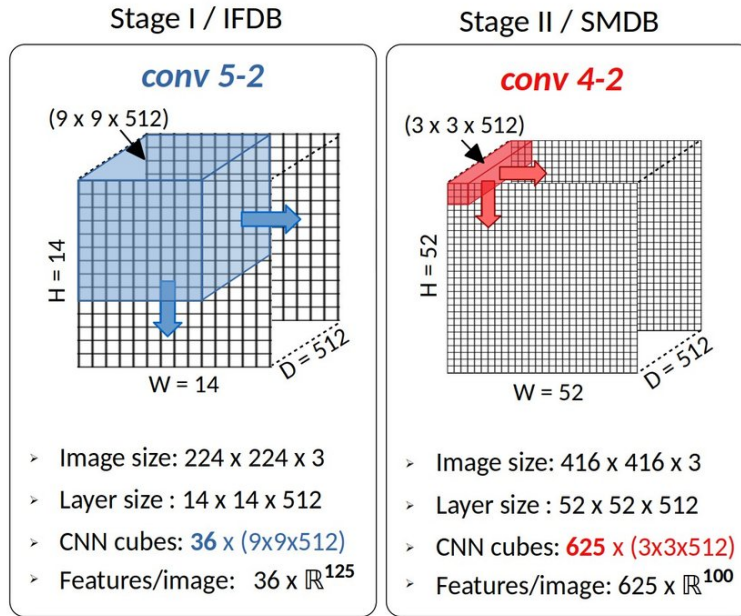 Stage I / IFDB
conv 5-2
(9 x 9 x 512)
H = 14
W = 14
D = 512
➢ Image size: 224 x 224 x 3
➢ Layer size : 14 x 14 x 512
➢ CNN cubes: 36 x (9x9x512)
➢ Features/image: 36 x ℝ¹²⁵
Stage II / SMDB
conv 4-2
(3 x 3 x 512)
H = 52
W = 52
D = 512
➢ Image size: 416 x 416 x 3
➢ Layer size : 52 x 52 x 512
➢ CNN cubes: 625 x (3x3x512)
➢ Features/image: 625 x ℝ¹⁰⁰